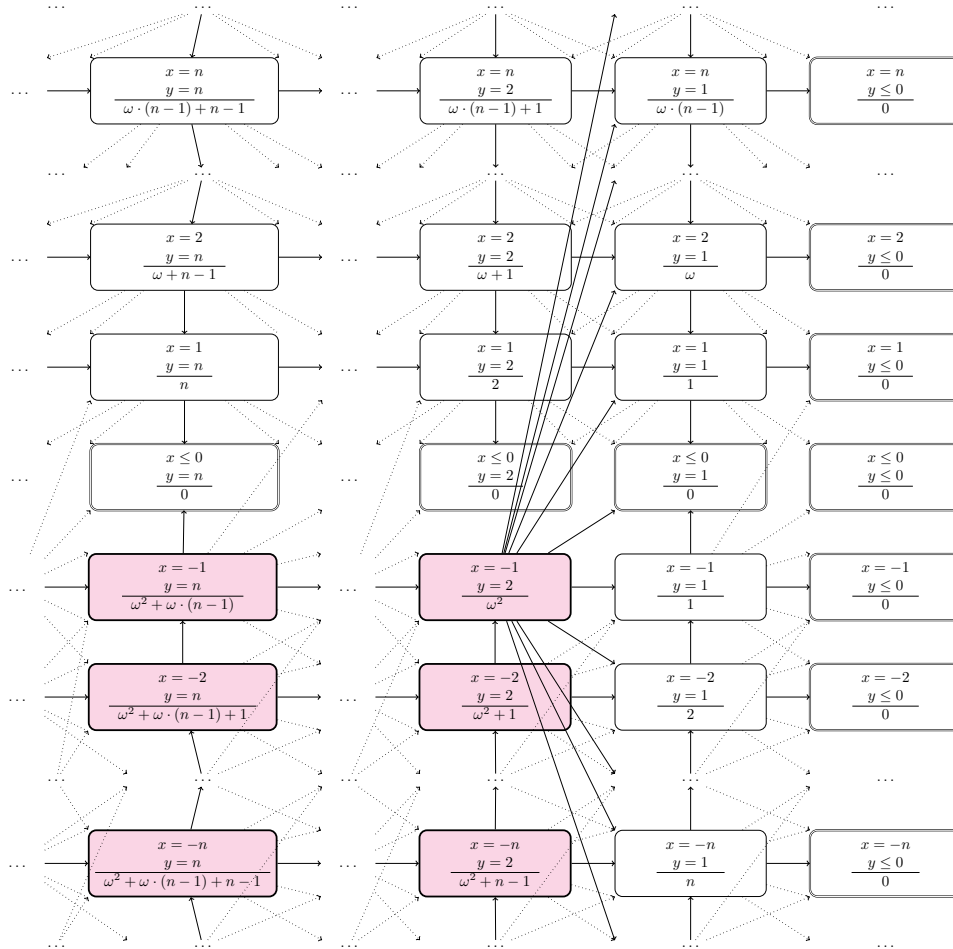 … … … … …
x = n x = n x = n x = n
y = n y = 2 y = 1 y ≤ 0
… ω · (n − 1) + n − 1 … ω · (n − 1) + 1 ω · (n − 1) 0
… … … … …
x = 2 x = 2 x = 2 x = 2
y = n y = 2 y = 1 y ≤ 0
… ω + n − 1 … ω + 1 ω 0
x = 1 x = 1 x = 1 x = 1
y = n y = 2 y = 1 y ≤ 0
… n … 2 1 0
x ≤ 0 x ≤ 0 x ≤ 0 x ≤ 0
y = n y = 2 y = 1 y ≤ 0
… 0 … 0 0 0
x = −1 x = −1 x = −1 x = −1
y = n y = 2 y = 1 y ≤ 0
… ω² + ω · (n − 1) … ω² 1 0
x = −2 x = −2 x = −2 x = −2
y = n y = 2 y = 1 y ≤ 0
… ω² + ω · (n − 1) + 1 … ω² + 1 2 0
… … … … …
x = −n x = −n x = −n x = −n
y = n y = 2 y = 1 y ≤ 0
… ω² + ω · (n − 1) + n − 1 … ω² + n − 1 n 0
… … … … …